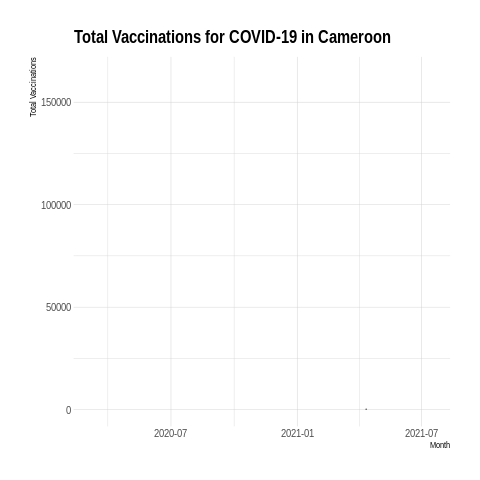 Total Vaccinations for COVID-19 in Cameroon
Total Vaccinations
150000
100000
50000
0
2020-07 2021-01 2021-07
Month